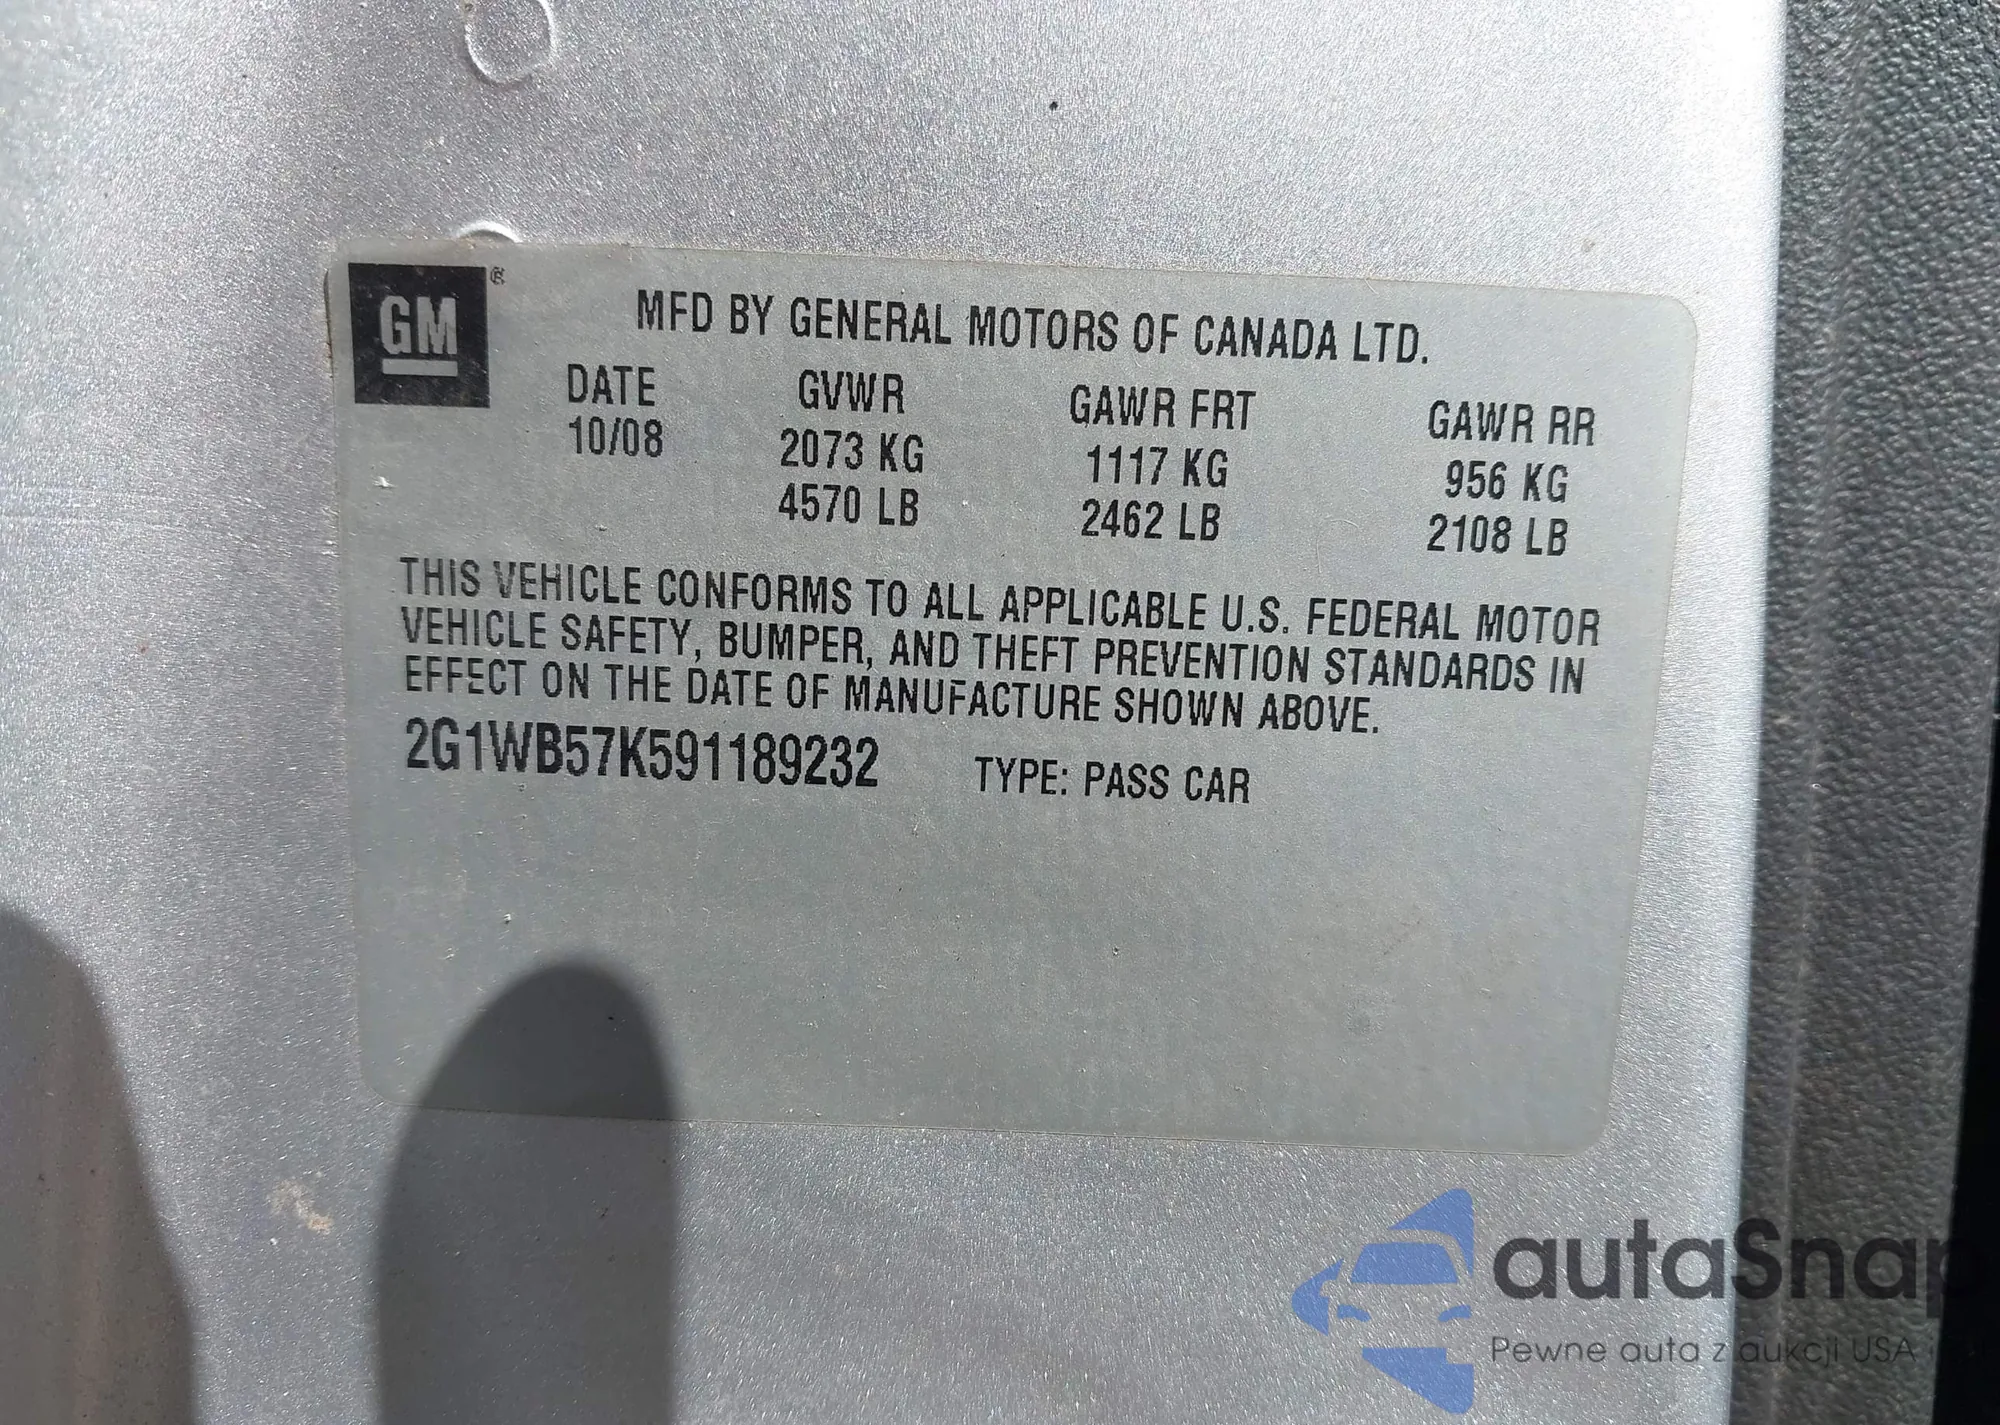 GM
MFD BY GENERAL MOTORS OF CANADA LTD.
DATE GVWR GAWR FRT GAWR RR
10/08 2073 KG 1117 KG 956 KG
4570 LB 2462 LB 2108 LB
THIS VEHICLE CONFORMS TO ALL APPLICABLE U.S. FEDERAL MOTOR
VEHICLE SAFETY, BUMPER, AND THEFT PREVENTION STANDARDS IN
EFFECT ON THE DATE OF MANUFACTURE SHOWN ABOVE.
2G1WB57K591189232 TYPE: PASS CAR
autaSnap
Pewne auta z aukcji USA